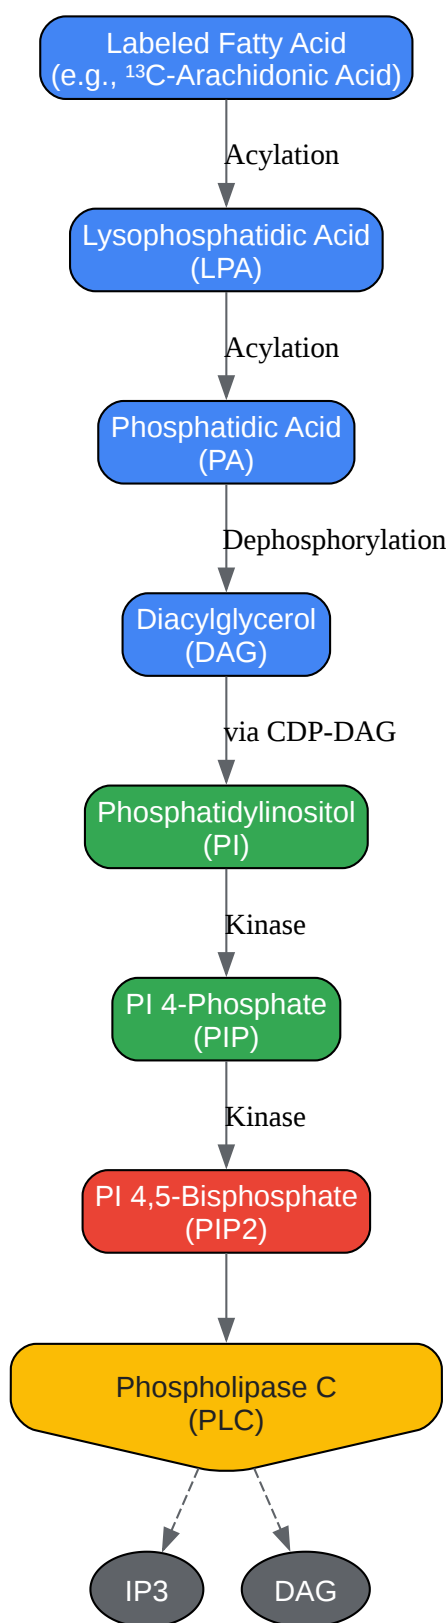 Labeled Fatty Acid
(e.g., ¹³C-Arachidonic Acid)
Acylation
Lysophosphatidic Acid
(LPA)
Acylation
Phosphatidic Acid
(PA)
Dephosphorylation
Diacylglycerol
(DAG)
via CDP-DAG
Phosphatidylinositol
(PI)
Kinase
PI 4-Phosphate
(PIP)
Kinase
PI 4,5-Bisphosphate
(PIP2)
Phospholipase C
(PLC)
IP3
DAG